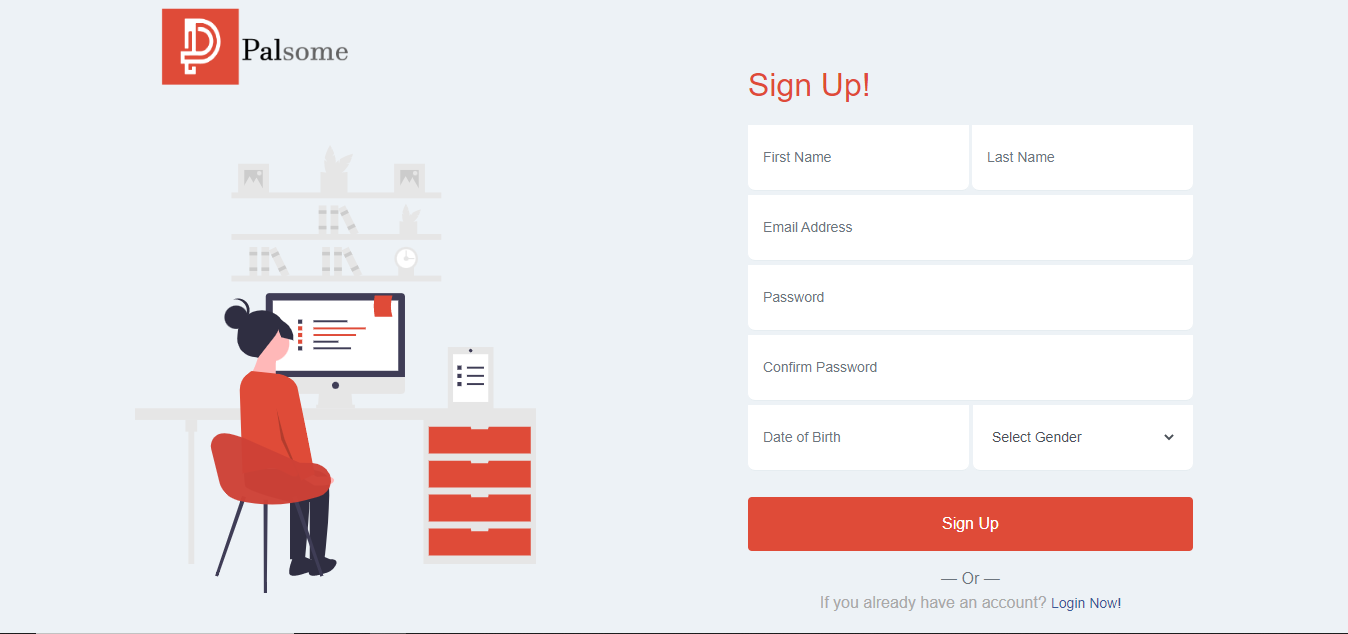 Palsome
Sign Up!
First Name
Last Name
Email Address
Password
Confirm Password
Date of Birth
Select Gender
Sign Up
— Or —
If you already have an account? Login Now!